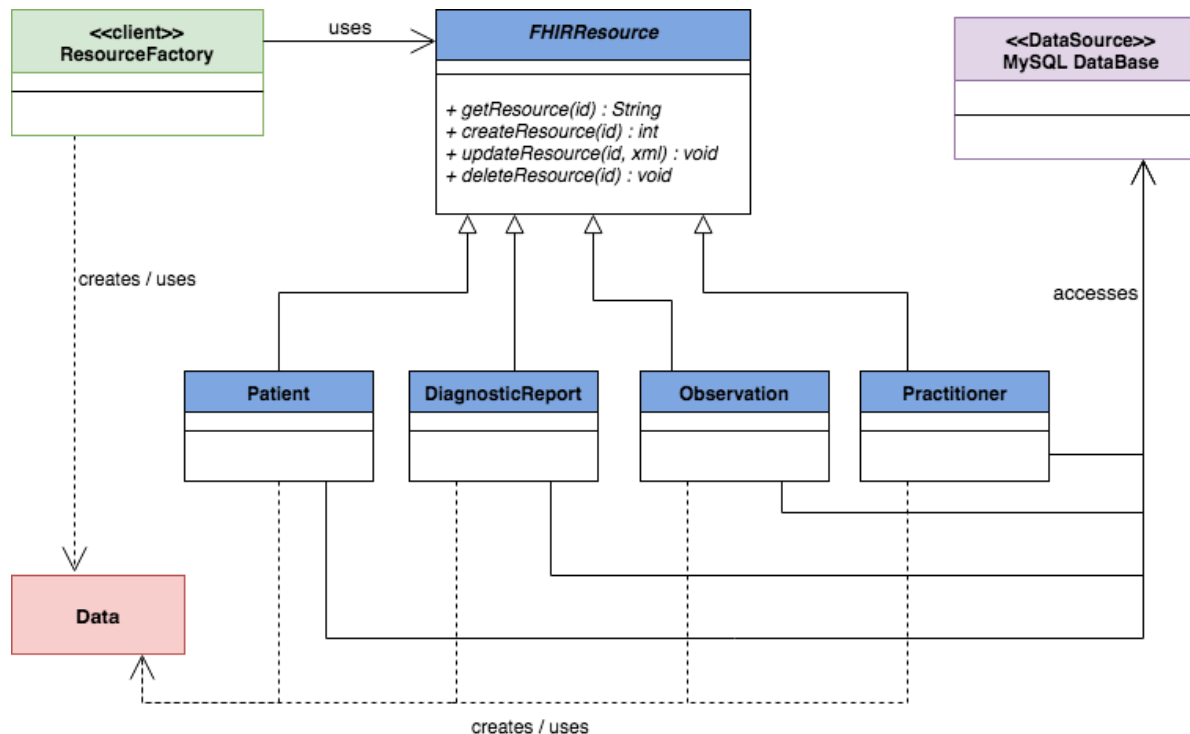 <<client>>
ResourceFactory
uses
FHIRResource
+ getResource(id) : String
+ createResource(id) : int
+ updateResource(id, xml) : void
+ deleteResource(id) : void
<<DataSource>>
MySQL DataBase
creates / uses
accesses
Patient
DiagnosticReport
Observation
Practitioner
Data
creates / uses